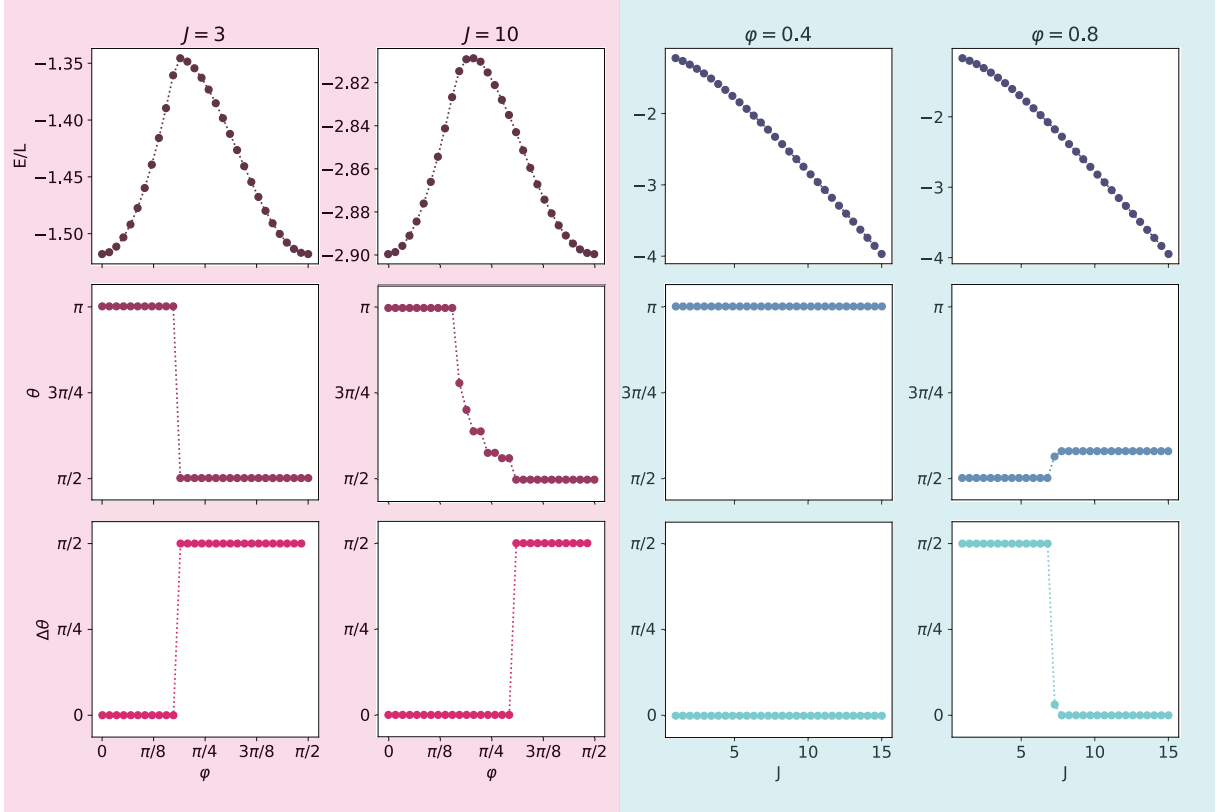 J = 3
J = 10
φ = 0.4
φ = 0.8
E/L
−1.35
−1.40
−1.45
−1.50
−2.82
−2.84
−2.86
−2.88
−2.90
−2
−3
−4
−2
−3
−4
θ
π
3π/4
π/2
π
3π/4
π/2
π
3π/4
π/2
π
3π/4
π/2
Δθ
π/2
π/4
0
π/2
π/4
0
π/2
π/4
0
π/2
π/4
0
0 π/8 π/4 3π/8 π/2
φ
0 π/8 π/4 3π/8 π/2
φ
5 10 15
J
5 10 15
J